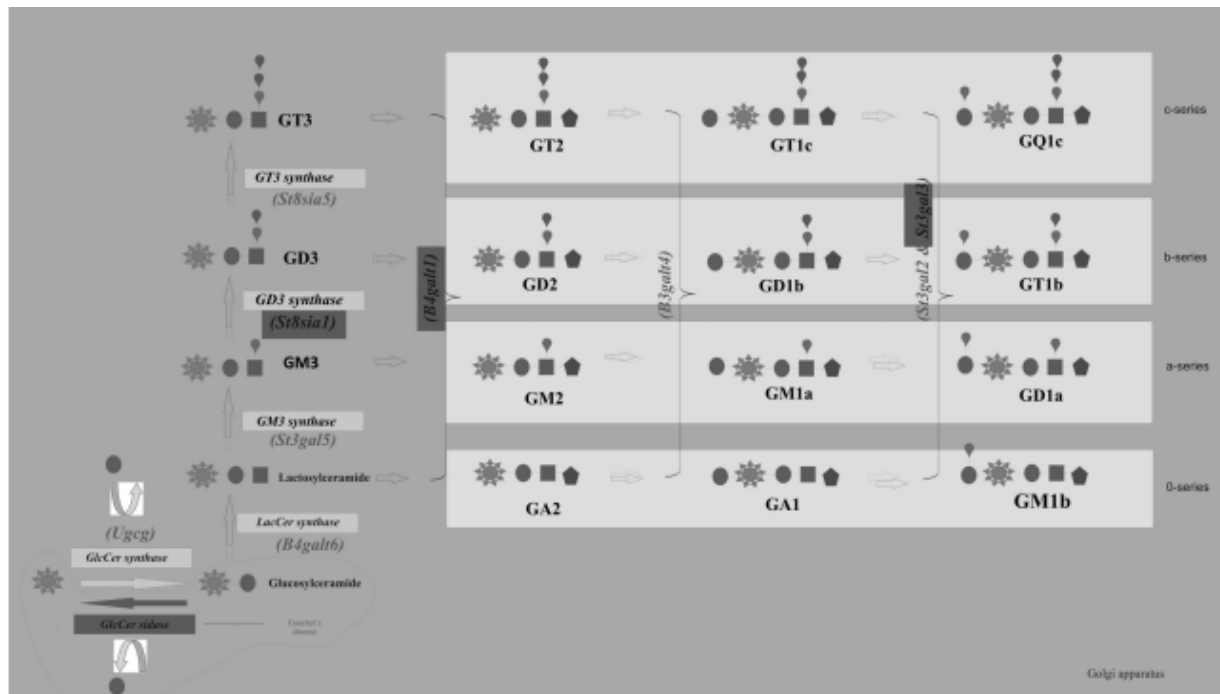 GT3
GT2
GT1c
GQ1c
c-series
GT3 synthase
(St8sia5)
GD3
GD2
GD1b
GT1b
b-series
(B4galt1)
(B3galt4)
(St3gal2 & St3gal3)
GD3 synthase
(St8sia1)
GM3
GM2
GM1a
GD1a
a-series
GM3 synthase
(St3gal5)
Lactosylceramide
GA2
GA1
GM1b
0-series
(Ugcg)
LacCer synthase
(B4galt6)
GlcCer synthase
Glucosylceramide
GlcCer sidase
Gaucher's
disease
Golgi apparatus